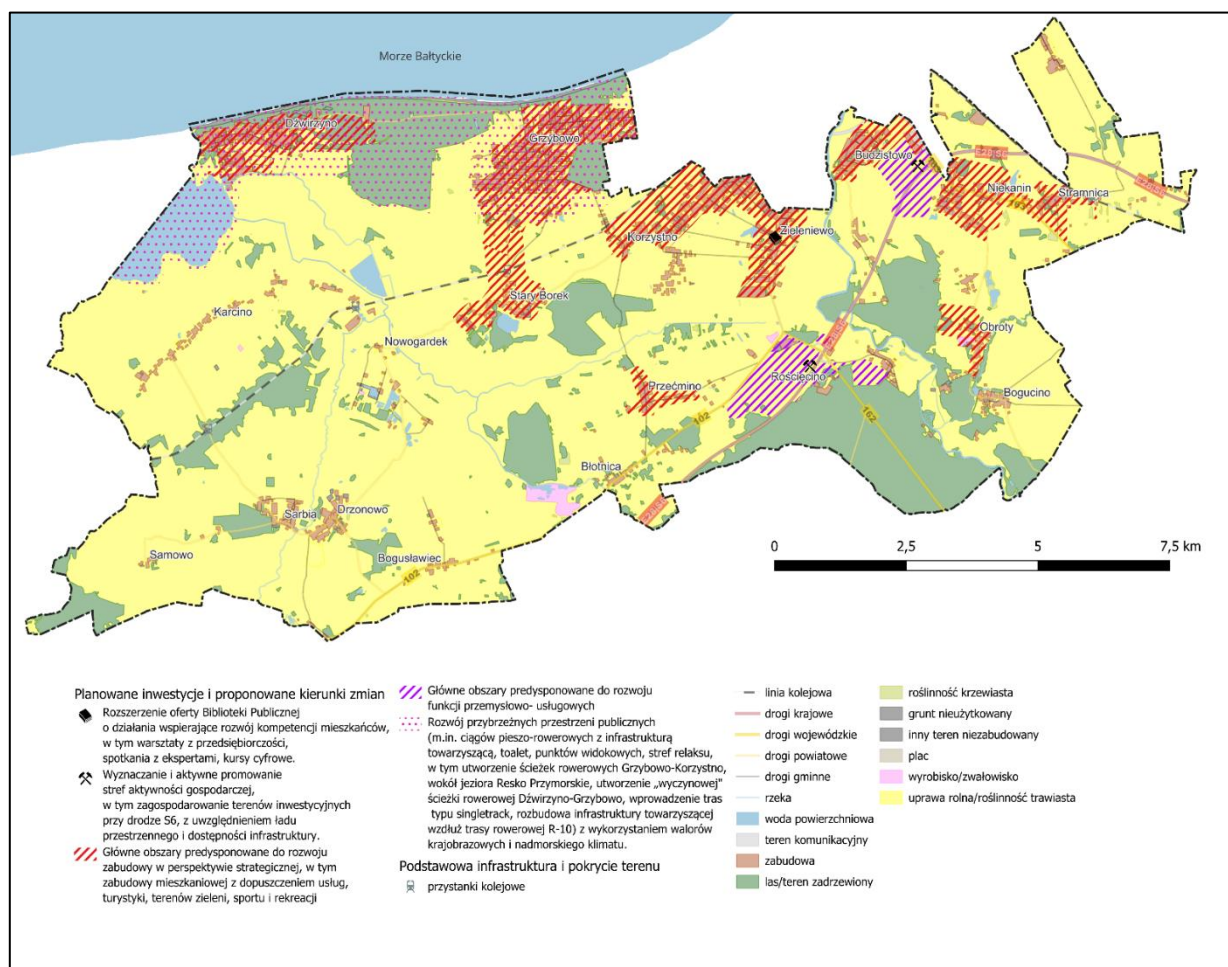 Morze Bałtyckie
Dźwirzyno
Grzybowo
Budzistowo
Niekanin
Stramnica
193
Zieleniewo
Korzystno
Stary Borek
Karcino
Nowogardek
Obroty
Rościęcino
Przećmino
Bogucino
102
162
Błotnica
Sarbia
Drzonowo
Samowo
Bogusławiec
102
0
2,5
5
7,5 km
Planowane inwestycje i proponowane kierunki zmian
Rozszerzenie oferty Biblioteki Publicznej
o działania wspierające rozwój kompetencji mieszkańców,
w tym warsztaty z przedsiębiorczości,
spotkania z ekspertami, kursy cyfrowe.
Wyznaczanie i aktywne promowanie
stref aktywności gospodarczej,
w tym zagospodarowanie terenów inwestycyjnych
przy drodze S6, z uwzględnieniem ładu
przestrzennego i dostępności infrastruktury.
Główne obszary predysponowane do rozwoju
zabudowy w perspektywie strategicznej, w tym
zabudowy mieszkaniowej z dopuszczeniem usług,
turystyki, terenów zieleni, sportu i rekreacji
Główne obszary predysponowane do rozwoju
funkcji przemysłowo- usługowych
Rozwój przybrzeżnych przestrzeni publicznych
(m.in. ciągów pieszo-rowerowych z infrastrukturą
towarzyszącą, toalet, punktów widokowych, stref relaksu,
w tym utworzenie ścieżek rowerowych Grzybowo-Korzystno,
wokół jeziora Resko Przymorskie, utworzenie „wyczynowej"
ścieżki rowerowej Dźwirzyno-Grzybowo, wprowadzenie tras
typu singletrack, rozbudowa infrastruktury towarzyszącej
wzdłuż trasy rowerowej R-10) z wykorzystaniem walorów
krajobrazowych i nadmorskiego klimatu.
Podstawowa infrastruktura i pokrycie terenu
przystanki kolejowe
linia kolejowa
drogi krajowe
drogi wojewódzkie
drogi powiatowe
drogi gminne
rzeka
woda powierzchniowa
teren komunikacyjny
zabudowa
las/teren zadrzewiony
roślinność krzewiasta
grunt nieużytkowany
inny teren niezabudowany
plac
wyrobisko/zwałowisko
uprawa rolna/roślinność trawiasta